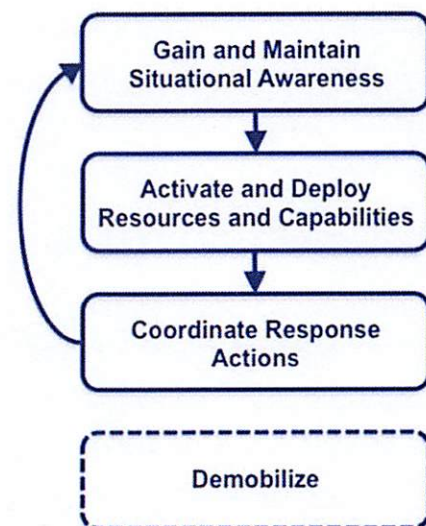 Gain and Maintain
Situational Awareness
Activate and Deploy
Resources and Capabilities
Coordinate Response
Actions
Demobilize